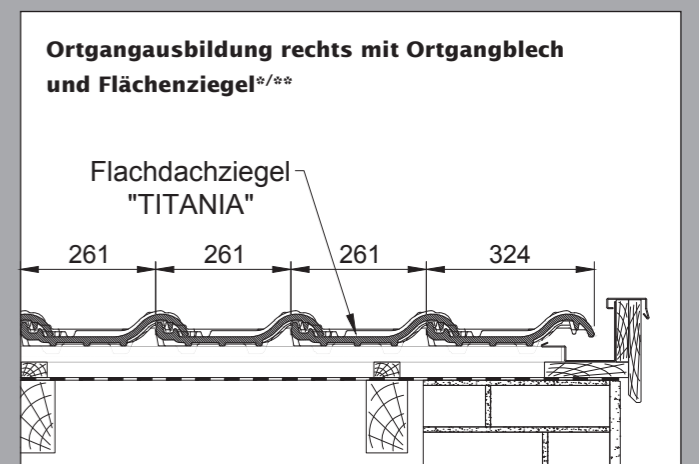 Ortgangausbildung rechts mit Ortgangblech
und Flächenziegel*/**
Flachdachziegel
"TITANIA"
261 261 261 324